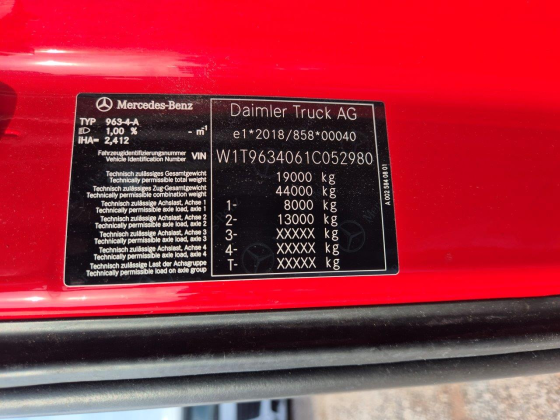 Mercedes-Benz
TYP 963-4-A
1,00 % - m¹
iHA= 2,412
Fahrzeugidentifizierungsnummer
Vehicle Identification Number VIN
Daimler Truck AG
e1*2018/858*00040
W1T9634061C052980
Technisch zulässiges Gesamtgewicht
Technically permissible total weight
19000 kg
Technisch zulässiges Zug-Gesamtgewicht
Technically permissible combination weight
44000 kg
Technisch zulässige Achslast, Achse 1
Technically permissible axle load, axle 1
1- 8000 kg
Technisch zulässige Achslast, Achse 2
Technically permissible axle load, axle 2
2- 13000 kg
Technisch zulässige Achslast, Achse 3
Technically permissible axle load, axle 3
3- XXXXX kg
Technisch zulässige Achslast, Achse 4
Technically permissible axle load, axle 4
4- XXXXX kg
Technisch zulässige Last der Achsgruppe
Technically permissible load on axle group
T- XXXXX kg
A 002 584 08 01